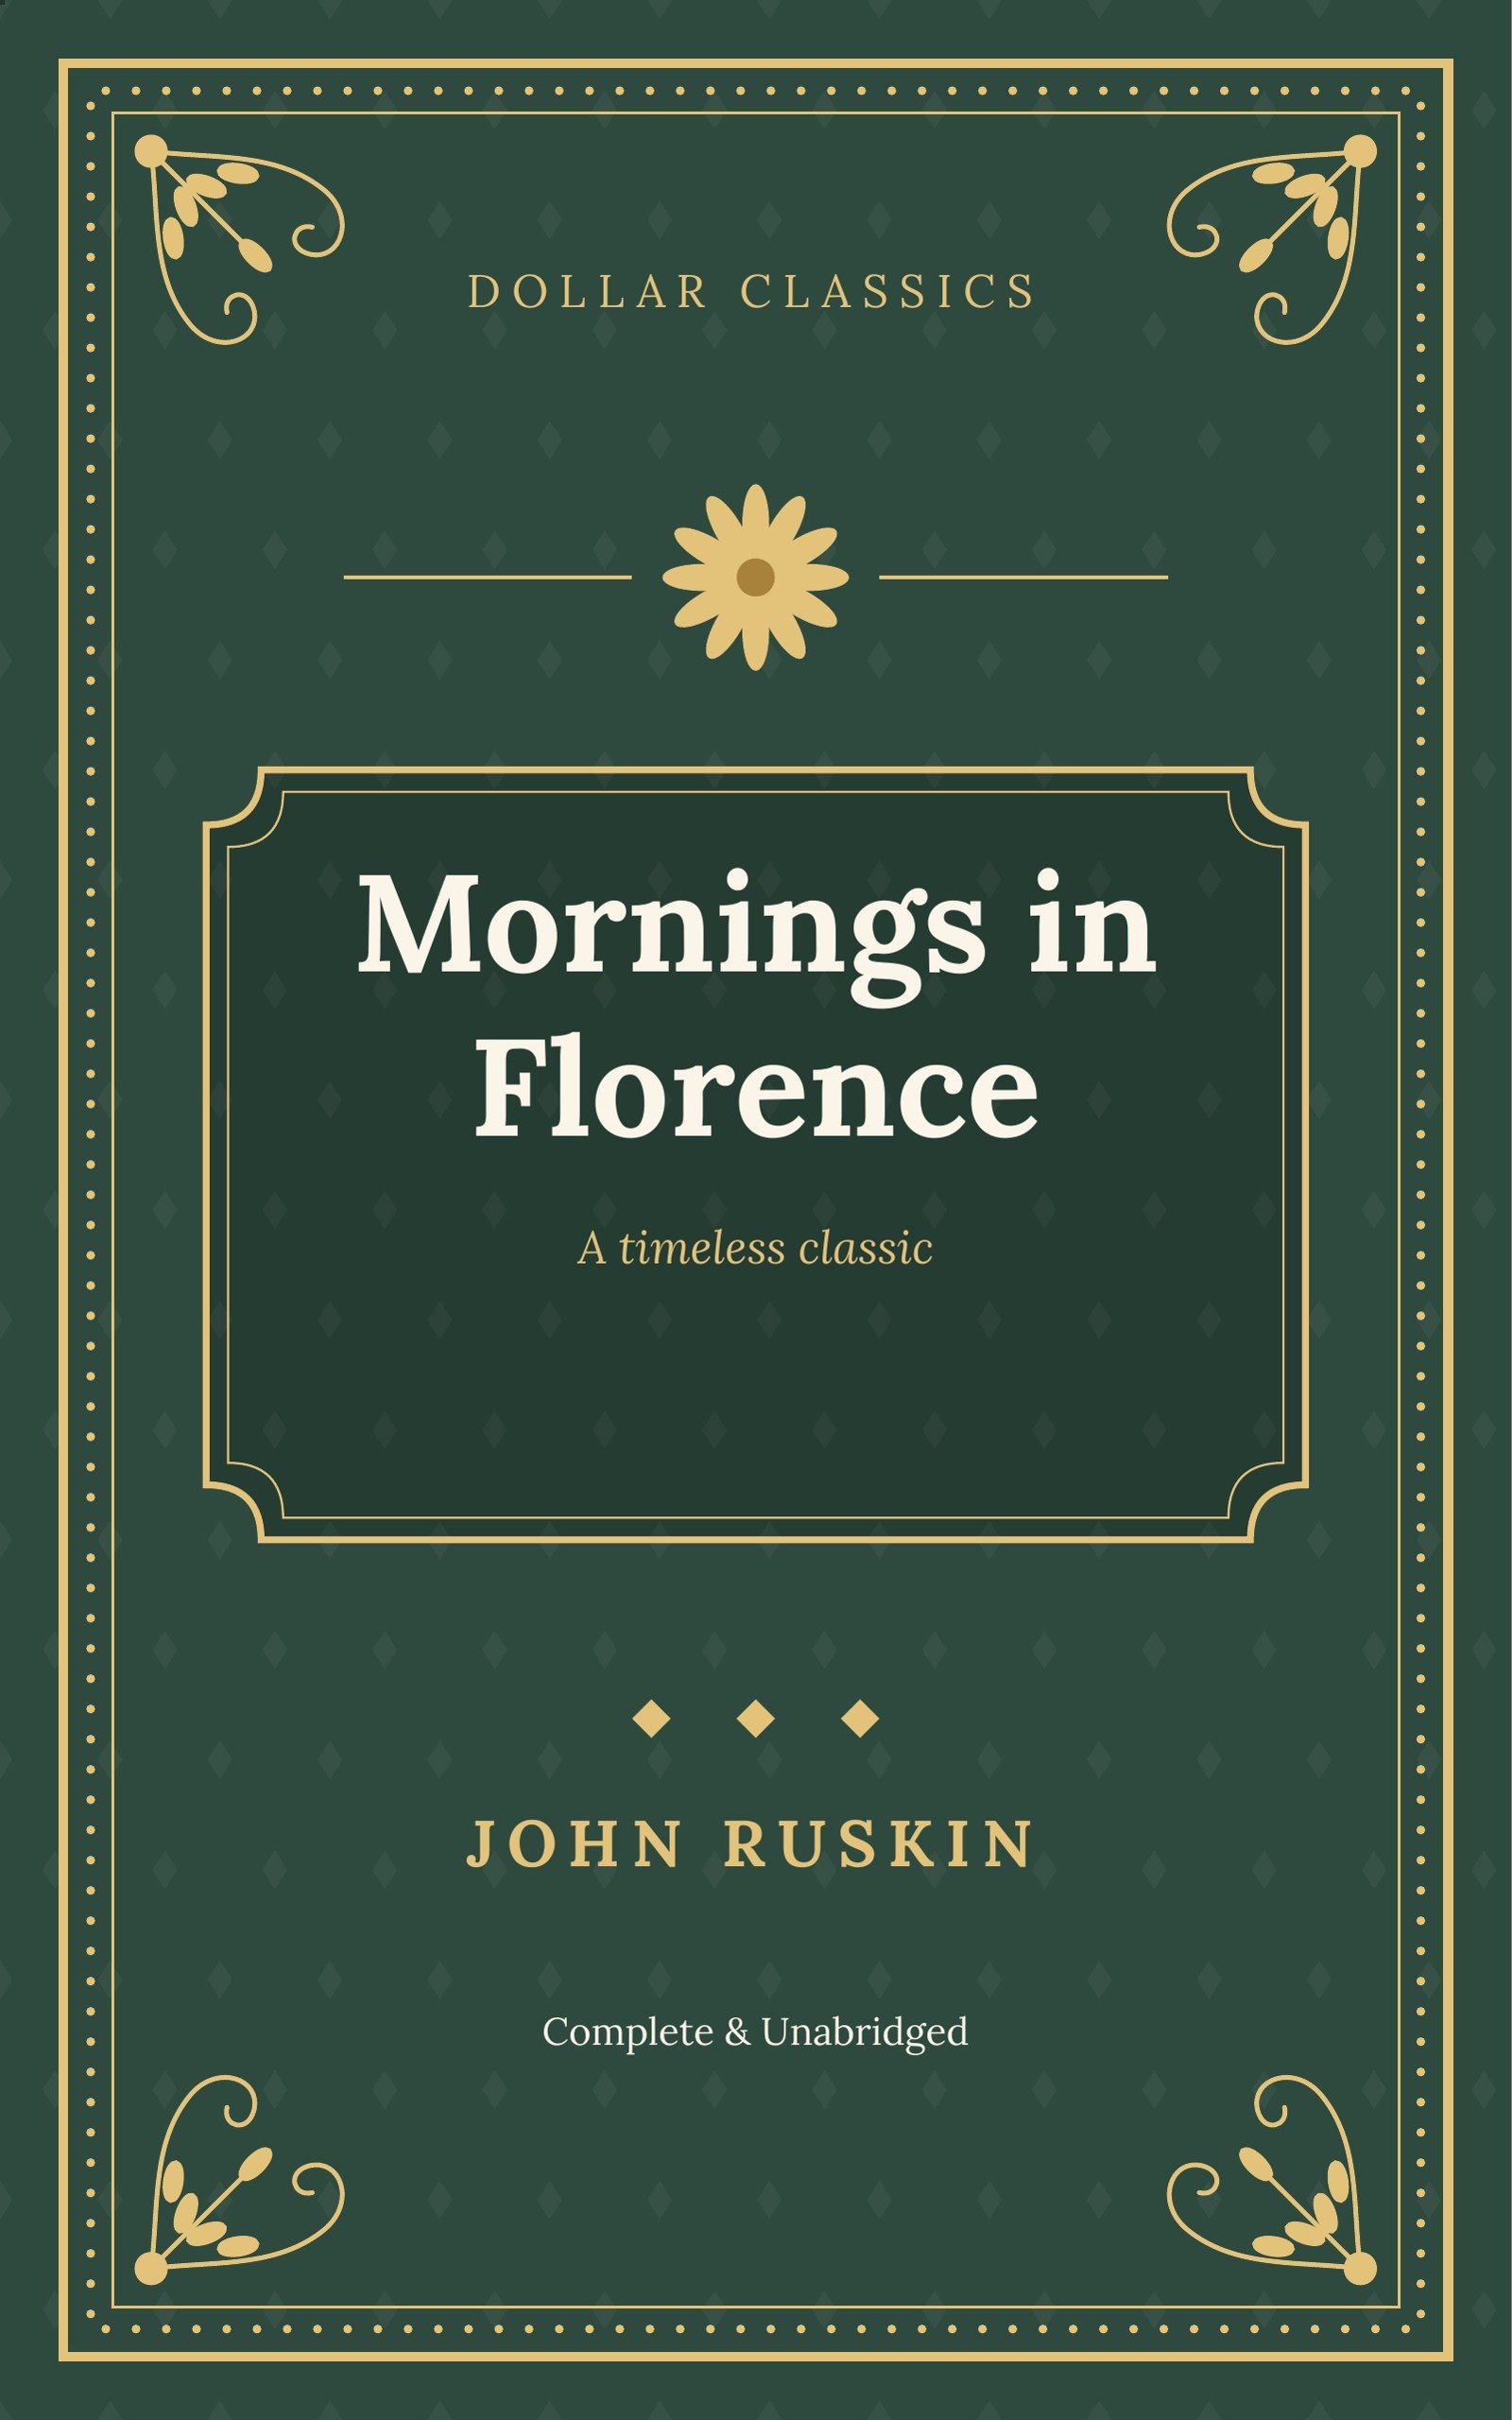 DOLLAR CLASSICS
Mornings in
Florence
A timeless classic
JOHN RUSKIN
Complete & Unabridged